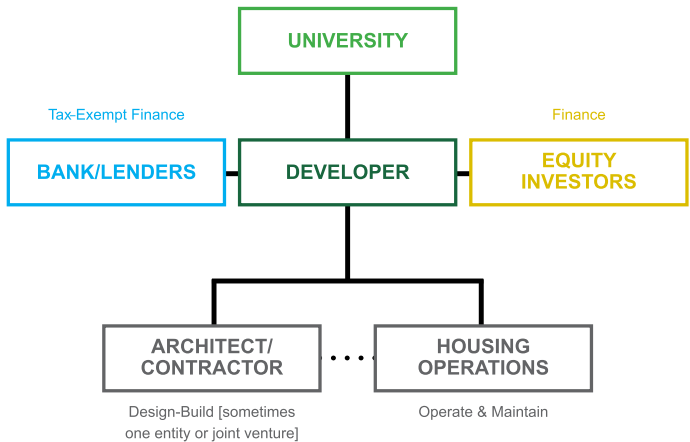 UNIVERSITY
Tax-Exempt Finance
Finance
BANK/LENDERS
DEVELOPER
EQUITY
INVESTORS
ARCHITECT/
CONTRACTOR
HOUSING
OPERATIONS
Design-Build [sometimes
one entity or joint venture]
Operate & Maintain